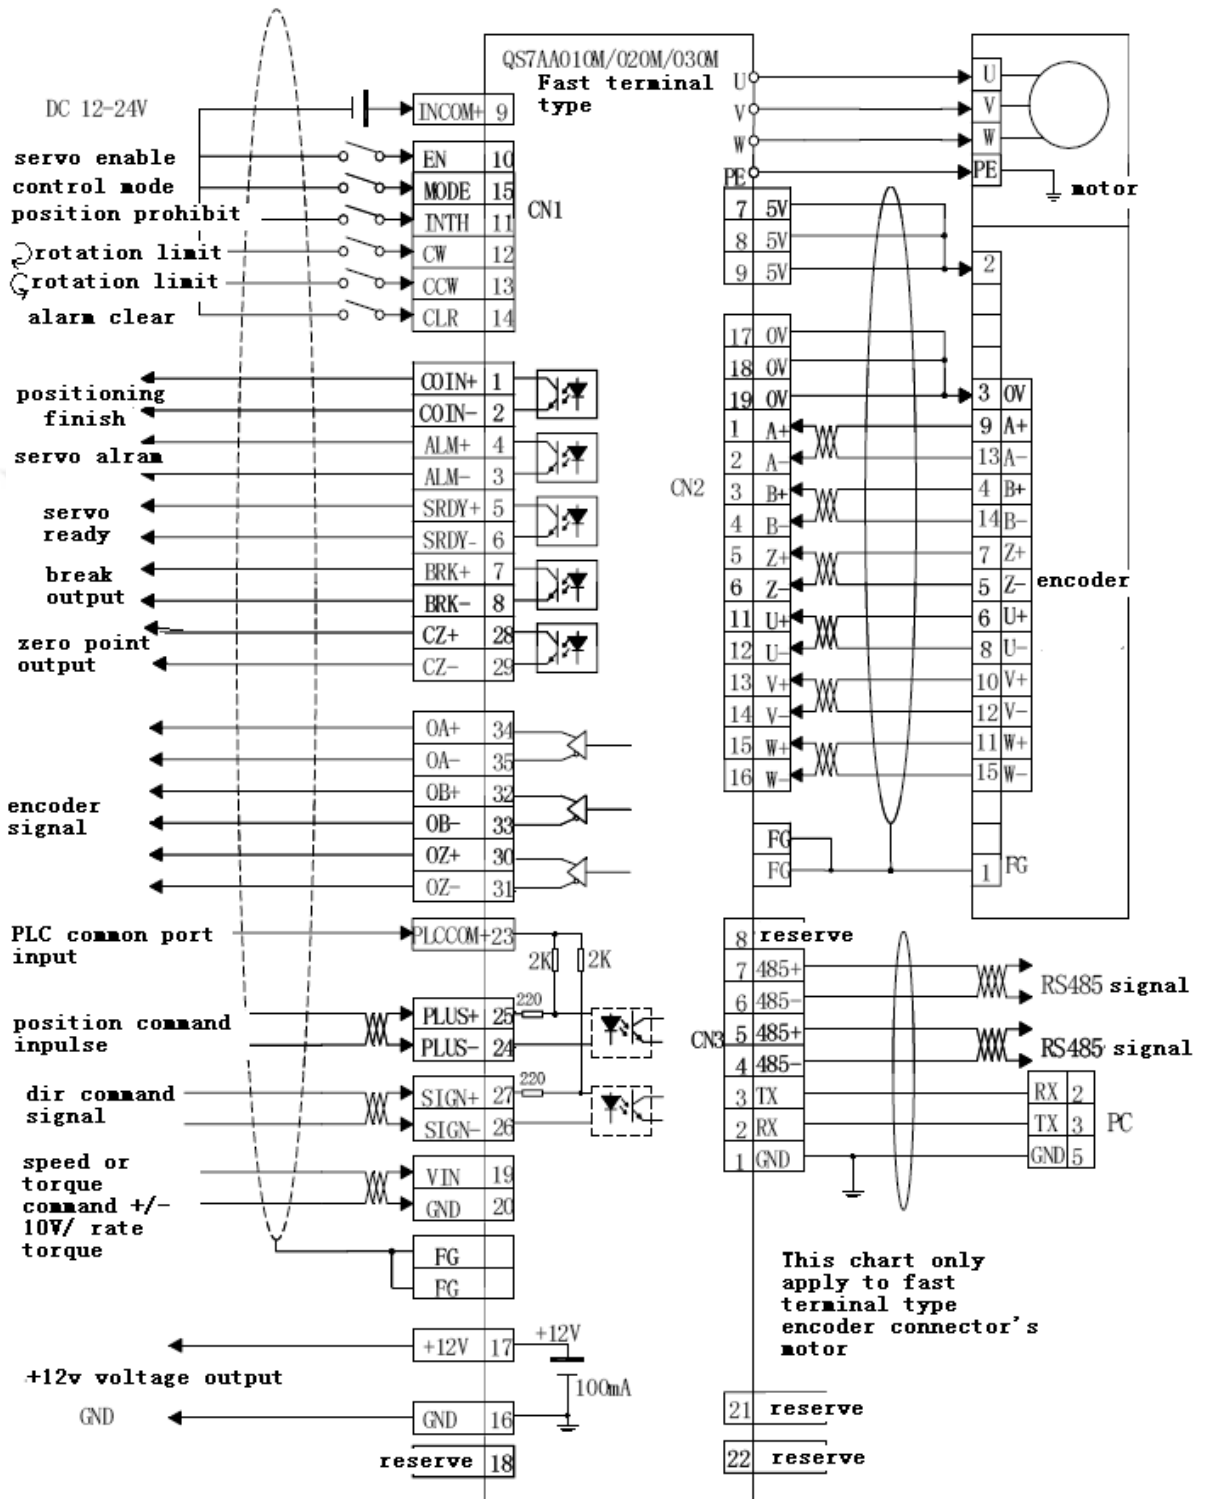 QS7AA010M/020M/030M
Fast terminal
type
DC 12-24V
INCOM+ 9
servo enable
EN 10
control mode
MODE 15
position prohibit
INTH 11
rotation limit
CW 12
rotation limit
CCW 13
alarm clear
CLR 14
CN1
positioning
finish
COIN+ 1
COIN- 2
servo alram
ALM+ 4
ALM- 3
servo
ready
SRDY+ 5
SRDY- 6
break
output
BRK+ 7
BRK- 8
zero point
output
CZ+ 28
CZ- 29
encoder
signal
OA+ 34
OA- 35
OB+ 32
OB- 33
OZ+ 30
OZ- 31
PLC common port
input
PLCCOM+ 23
2K
2K
position command
inpulse
PLUS+ 25
220
PLUS- 24
dir command
signal
SIGN+ 27
220
SIGN- 26
speed or
torque
command +/-
10V/ rate
torque
VIN 19
GND 20
FG
FG
+12V 17
+12V
100mA
+12v voltage output
GND
GND 16
reserve 18
U
V
W
PE
U
V
W
PE
motor
7 5V
8 5V
9 5V
2
17 0V
18 0V
19 0V
3 0V
CN2
1 A+
2 A-
3 B+
4 B-
5 Z+
6 Z-
11 U+
12 U-
13 V+
14 V-
15 W+
16 W-
FG
FG
9 A+
13 A-
4 B+
14 B-
7 Z+
5 Z-
6 U+
8 U-
10 V+
12 V-
11 W+
15 W-
1 FG
encoder
8 reserve
7 485+
6 485-
RS485 signal
CN3
5 485+
4 485-
RS485 signal
3 TX
2 RX
1 GND
RX 2
TX 3
GND 5
PC
This chart only
apply to fast
terminal type
encoder connector's
motor
21 reserve
22 reserve